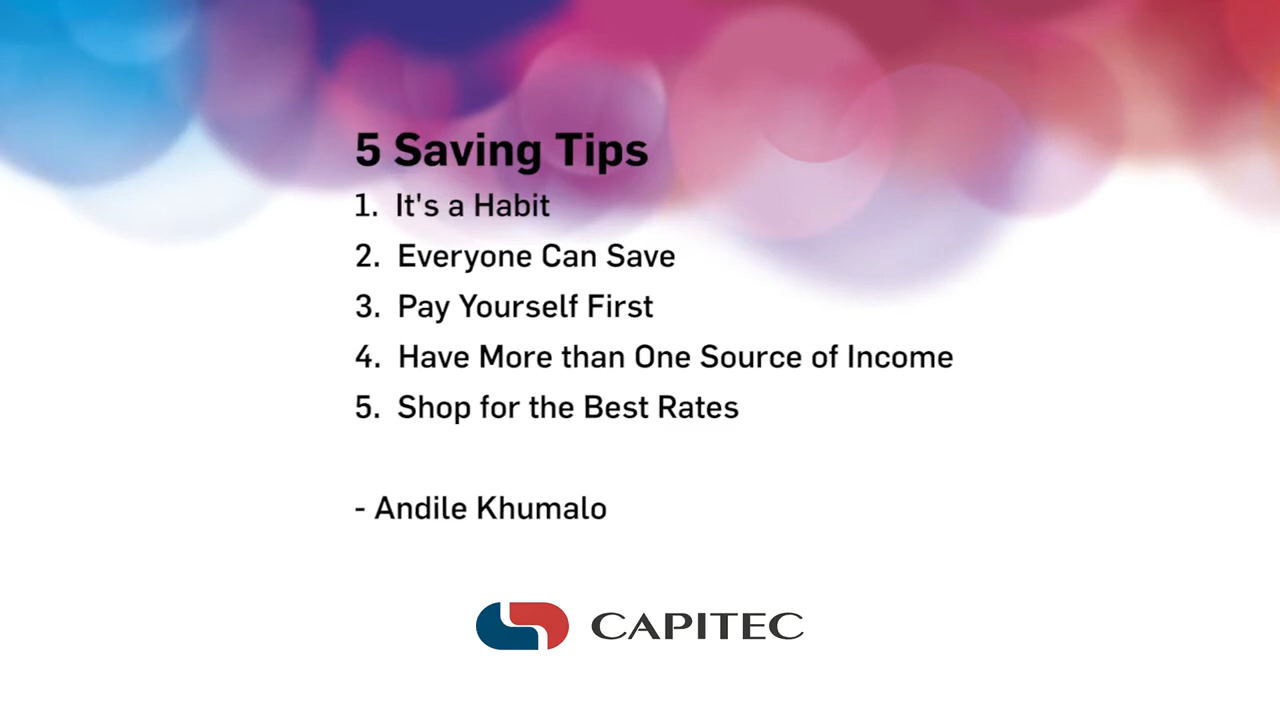 5 Saving Tips
1. It's a Habit
2. Everyone Can Save
3. Pay Yourself First
4. Have More than One Source of Income
5. Shop for the Best Rates
- Andile Khumalo
CAPITEC